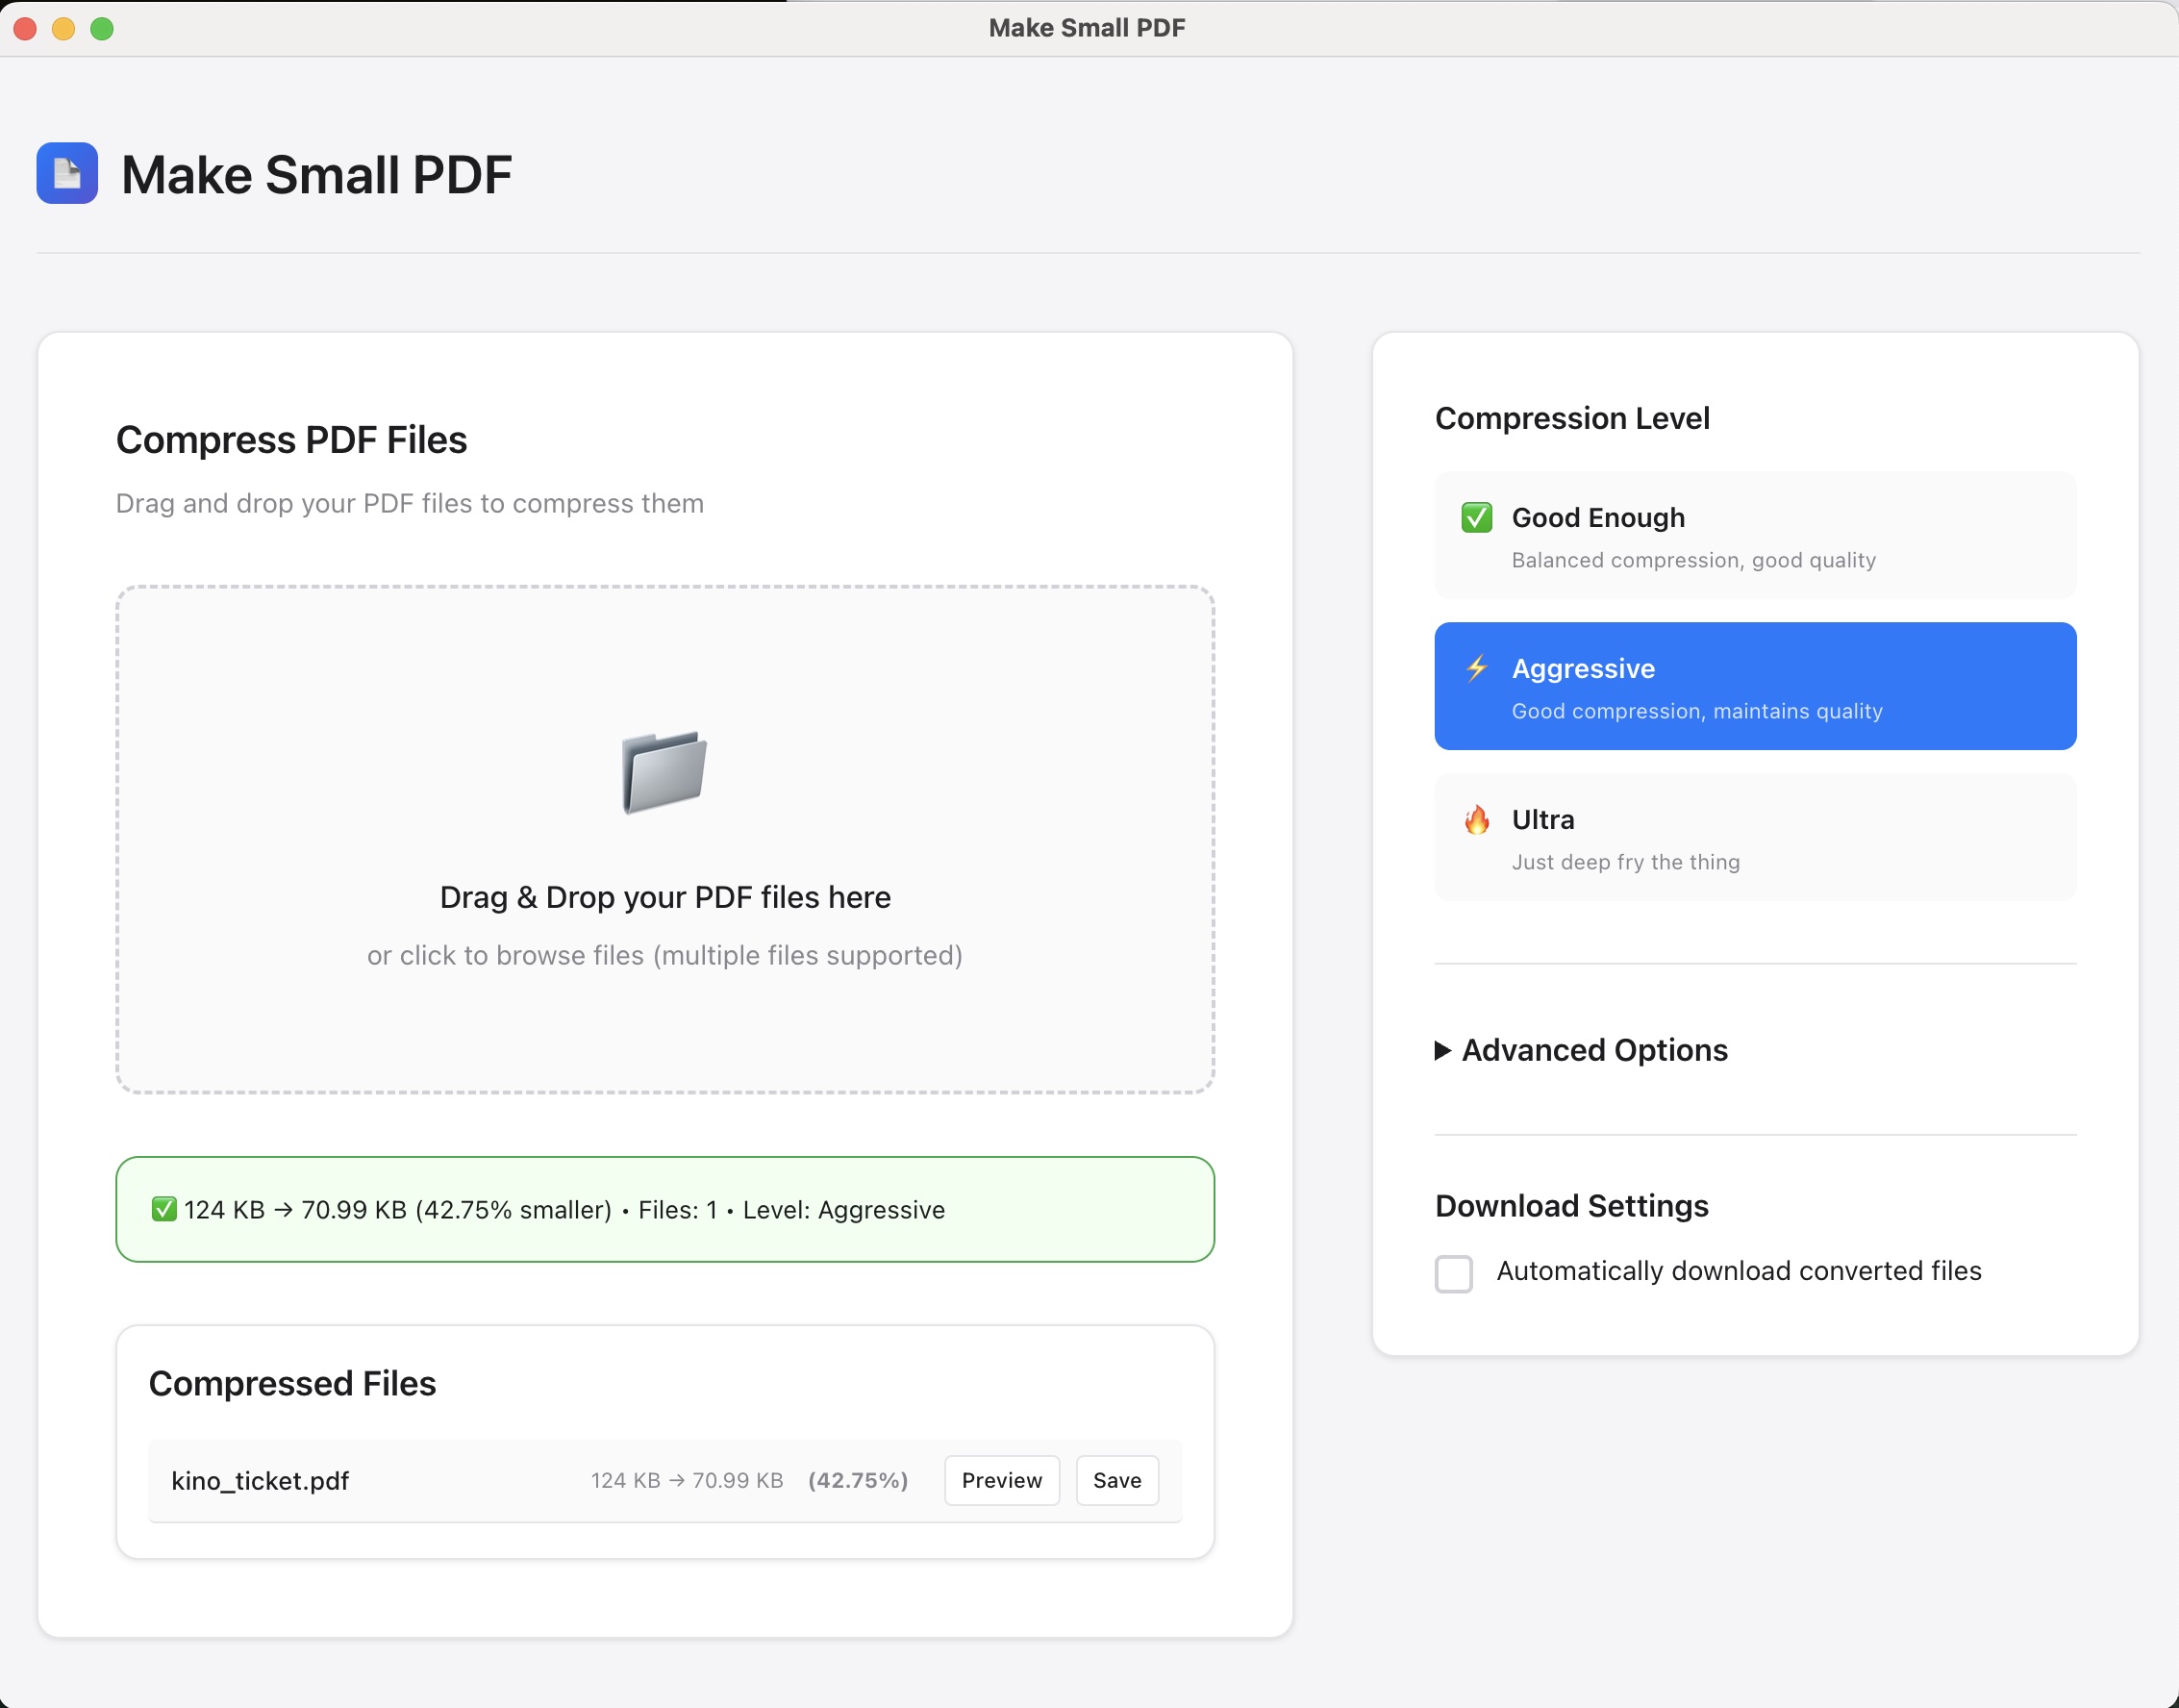 Make Small PDF
Make Small PDF
Compress PDF Files
Drag and drop your PDF files to compress them
Drag & Drop your PDF files here
or click to browse files (multiple files supported)
✅ 124 KB → 70.99 KB (42.75% smaller) • Files: 1 • Level: Aggressive
Compressed Files
kino_ticket.pdf 124 KB → 70.99 KB (42.75%) Preview Save
Compression Level
✅ Good Enough
Balanced compression, good quality
⚡ Aggressive
Good compression, maintains quality
🔥 Ultra
Just deep fry the thing
▶ Advanced Options
Download Settings
Automatically download converted files